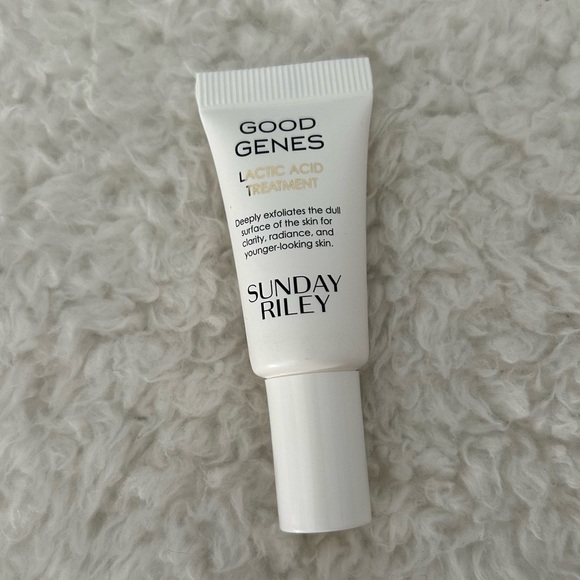 GOOD
GENES
LACTIC ACID
TREATMENT
Deeply exfoliates the dull
surface of the skin for
clarity, radiance, and
younger-looking skin.
SUNDAY
RILEY